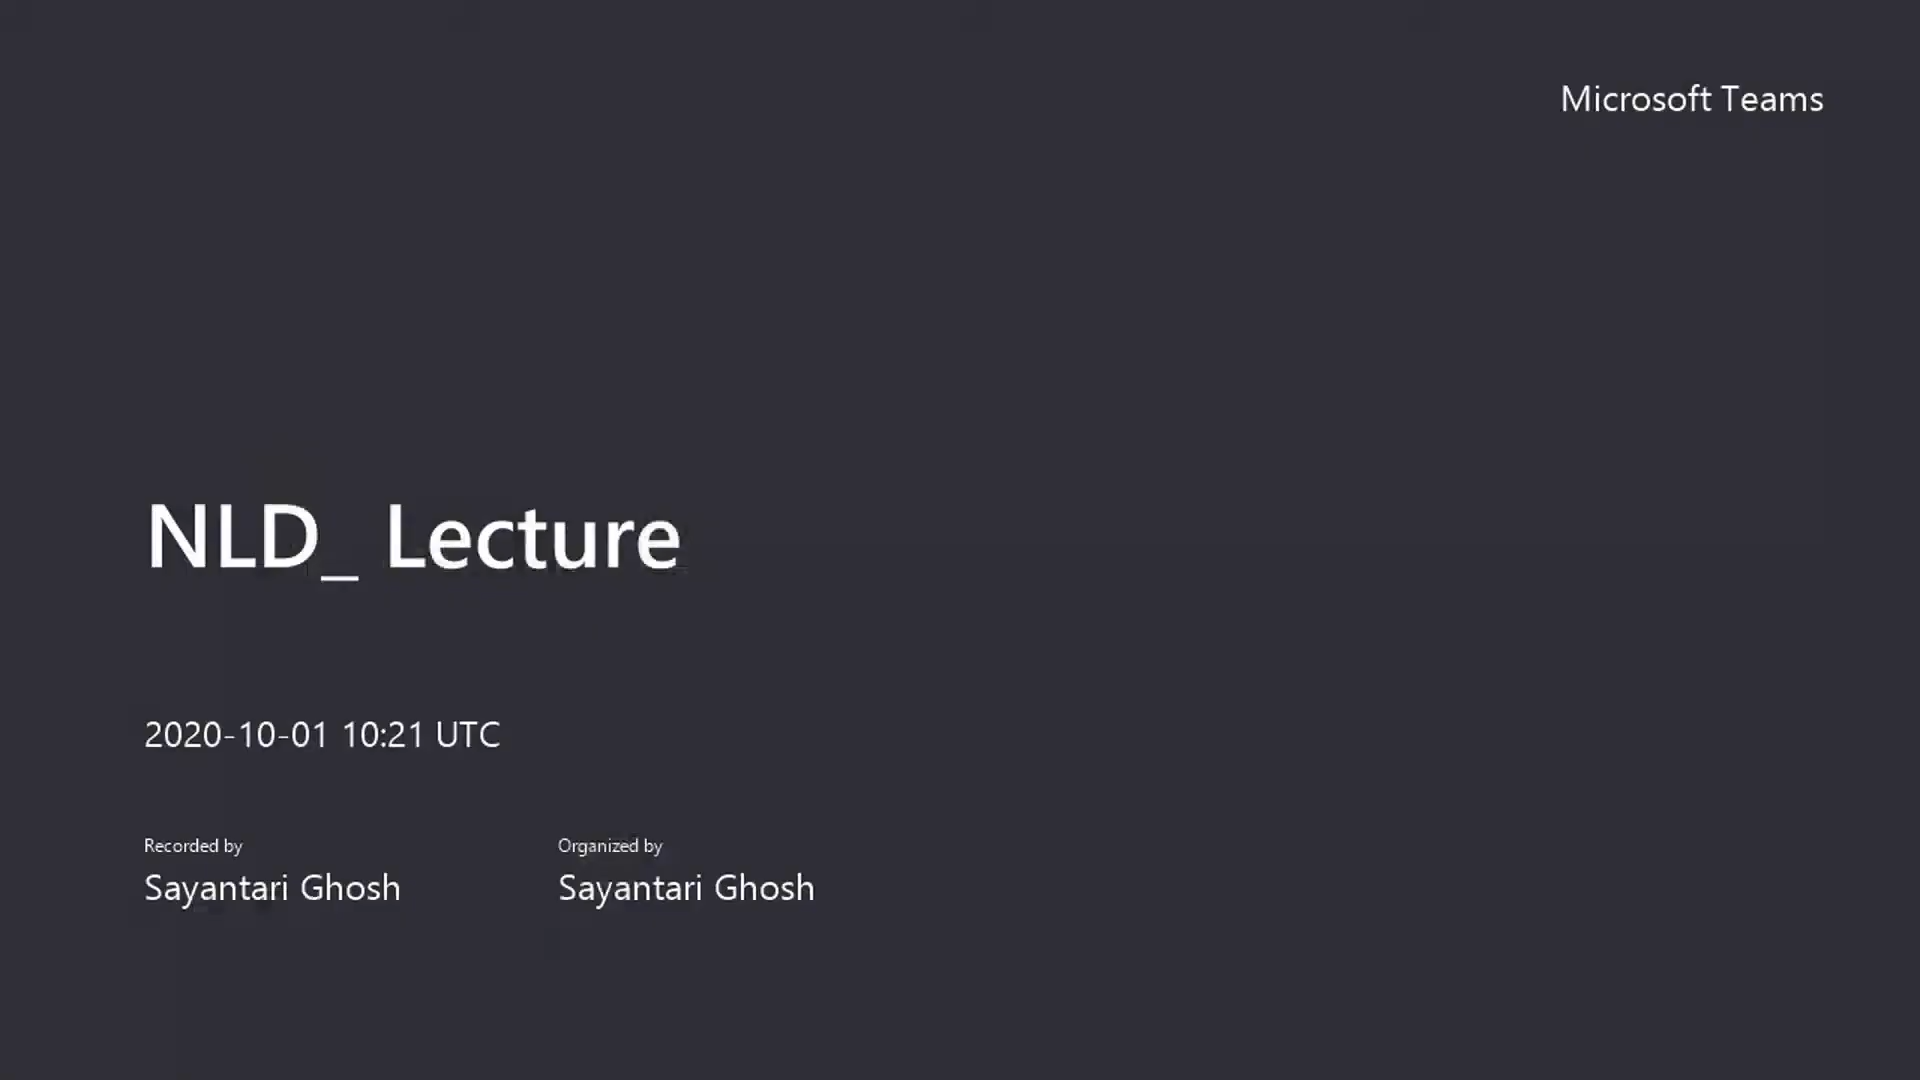 Microsoft Teams
NLD_ Lecture
2020-10-01 10:21 UTC
Recorded by
Sayantari Ghosh
Organized by
Sayantari Ghosh